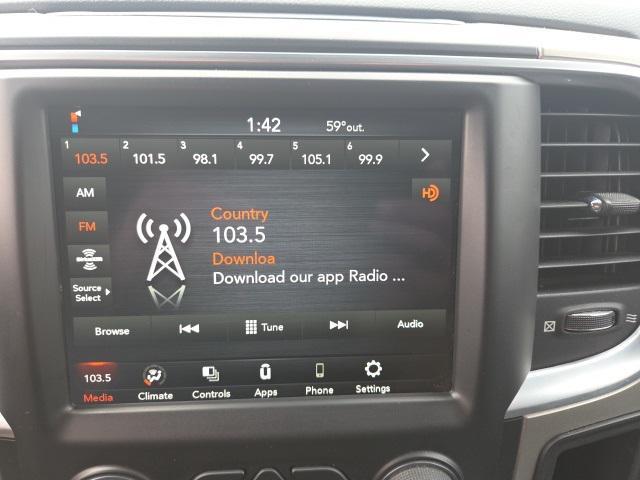 1:42 59°out.
1 2 3 4 5 6
103.5 101.5 98.1 99.7 105.1 99.9
AM
HD
FM
Country
103.5
Downloa
Download our app Radio ...
Source
Select
Browse Tune Audio
103.5
Media Climate Controls Apps Phone Settings